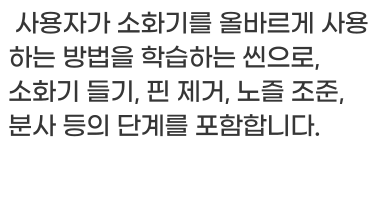 사용자가 소화기를 올바르게 사용
하는 방법을 학습하는 씬으로,
소화기 들기, 핀 제거, 노즐 조준,
분사 등의 단계를 포함합니다.